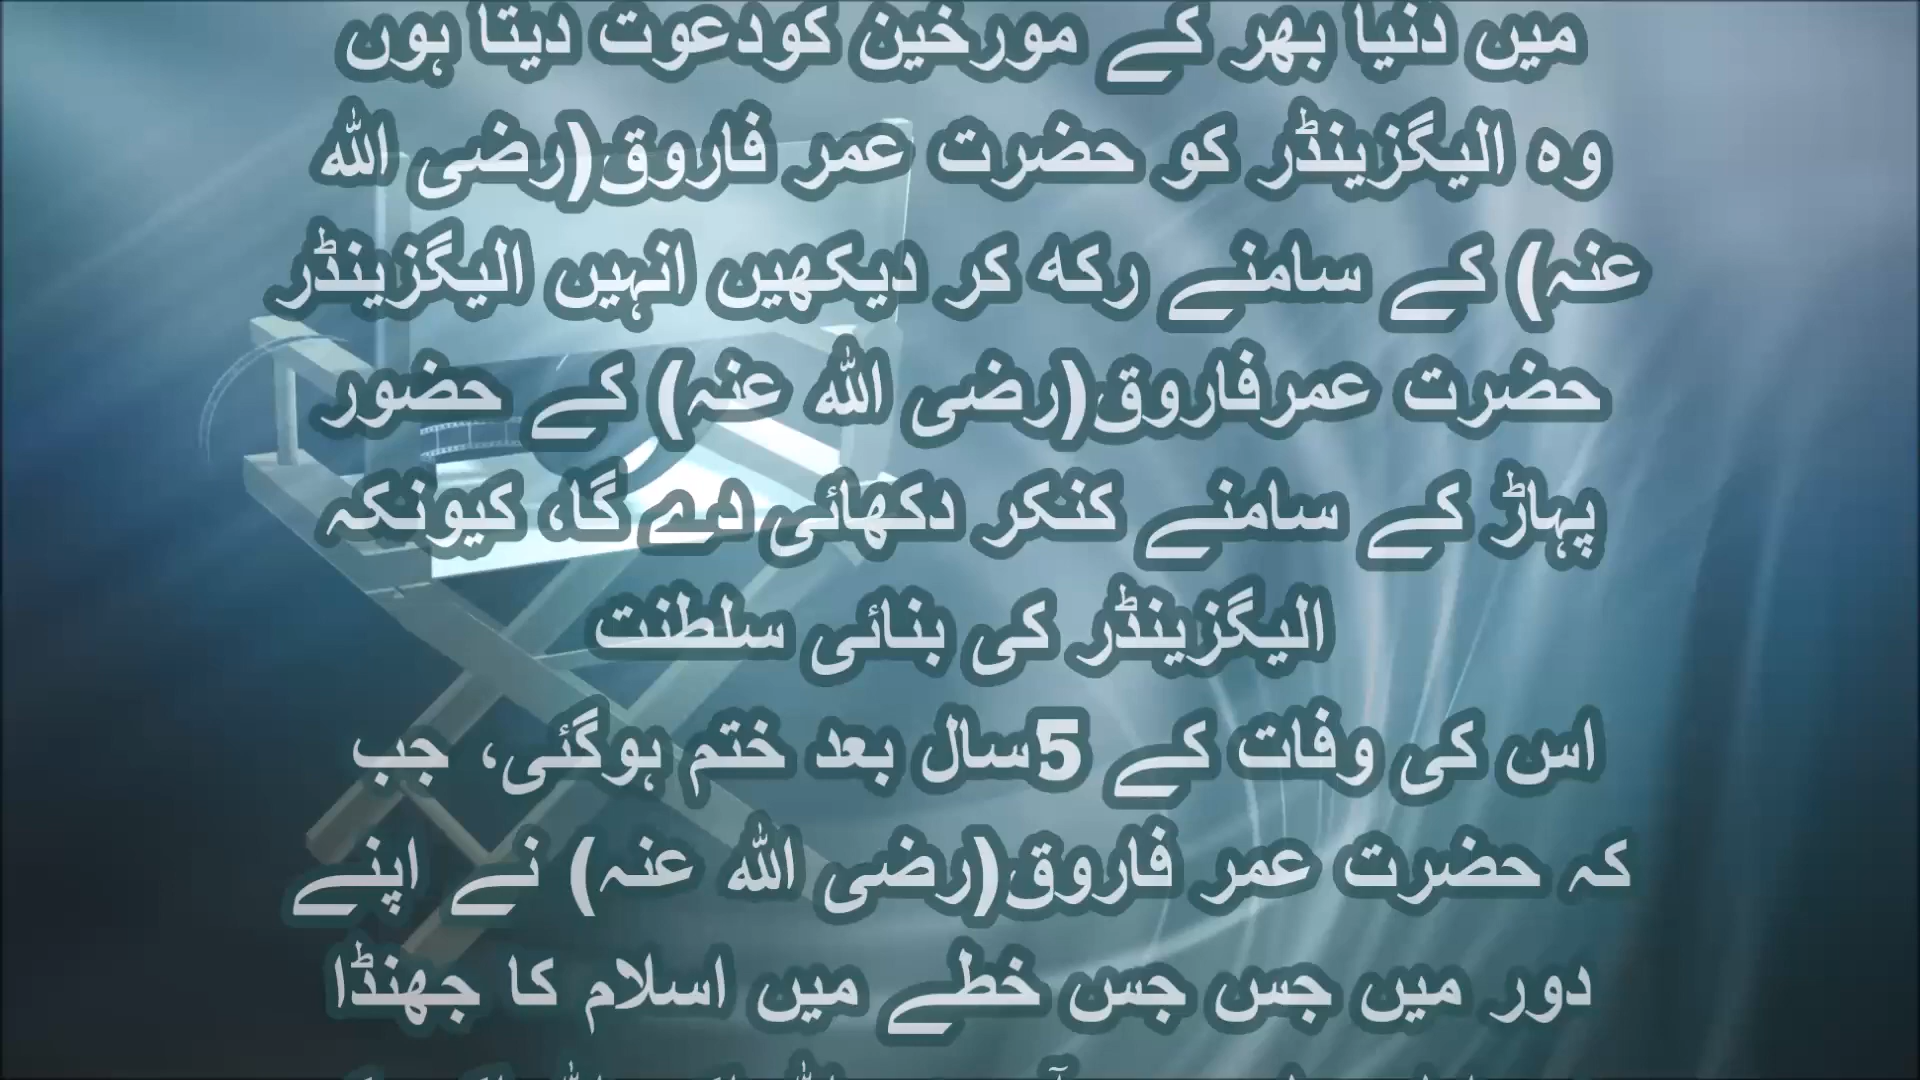 میں دنیا بھر کے مورخین کودعوت دیتا ہوں
وہ الیگزینڈر کو حضرت عمر فاروق(رضی اللہ
عنہ) کے سامنے رکھ کر دیکھیں انہیں الیگزینڈر
حضرت عمرفاروق(رضی اللہ عنہ) کے حضور
پہاڑ کے سامنے کنکر دکھائی دے گا، کیونکہ
الیگزینڈر کی بنائی سلطنت
اس کی وفات کے 5سال بعد ختم ہوگئی، جب
کہ حضرت عمر فاروق(رضی اللہ عنہ) نے اپنے
دور میں جس جس خطے میں اسلام کا جھنڈا